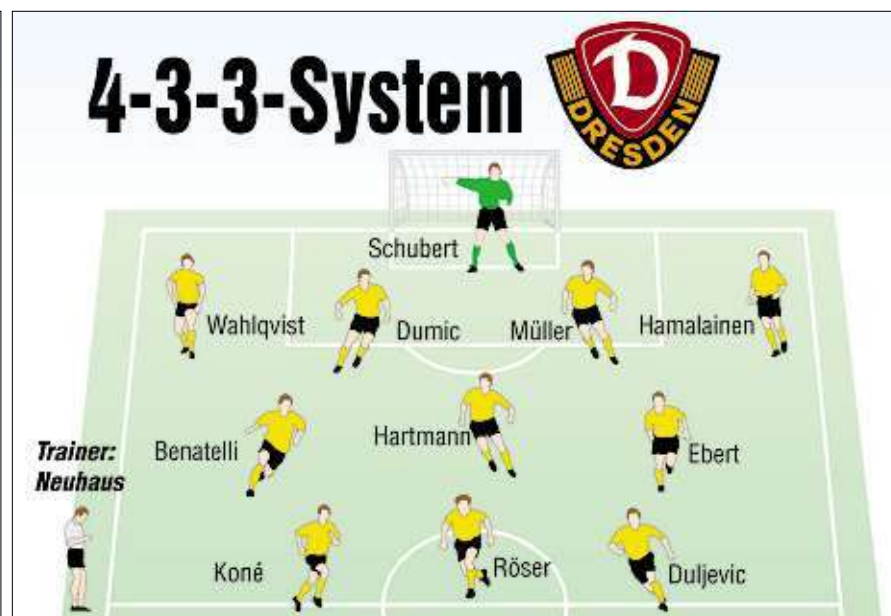 4-3-3-System
D
DRESDEN
Schubert
Wahlqvist
Dumic
Müller
Hamalainen
Benatelli
Hartmann
Ebert
Trainer:
Neuhaus
Koné
Röser
Duljevic